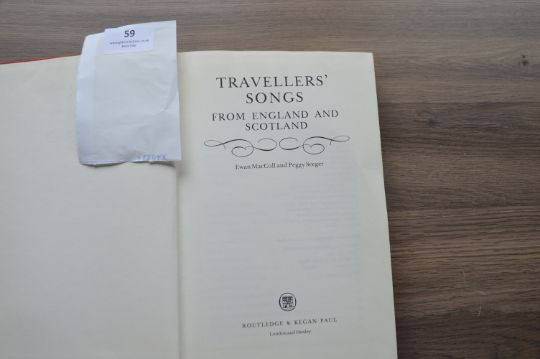 59
TRAVELLERS'
SONGS
FROM ENGLAND AND
SCOTLAND
Ewan MacColl and Peggy Seeger
ROUTLEDGE & KEGAN PAUL
London and Henley